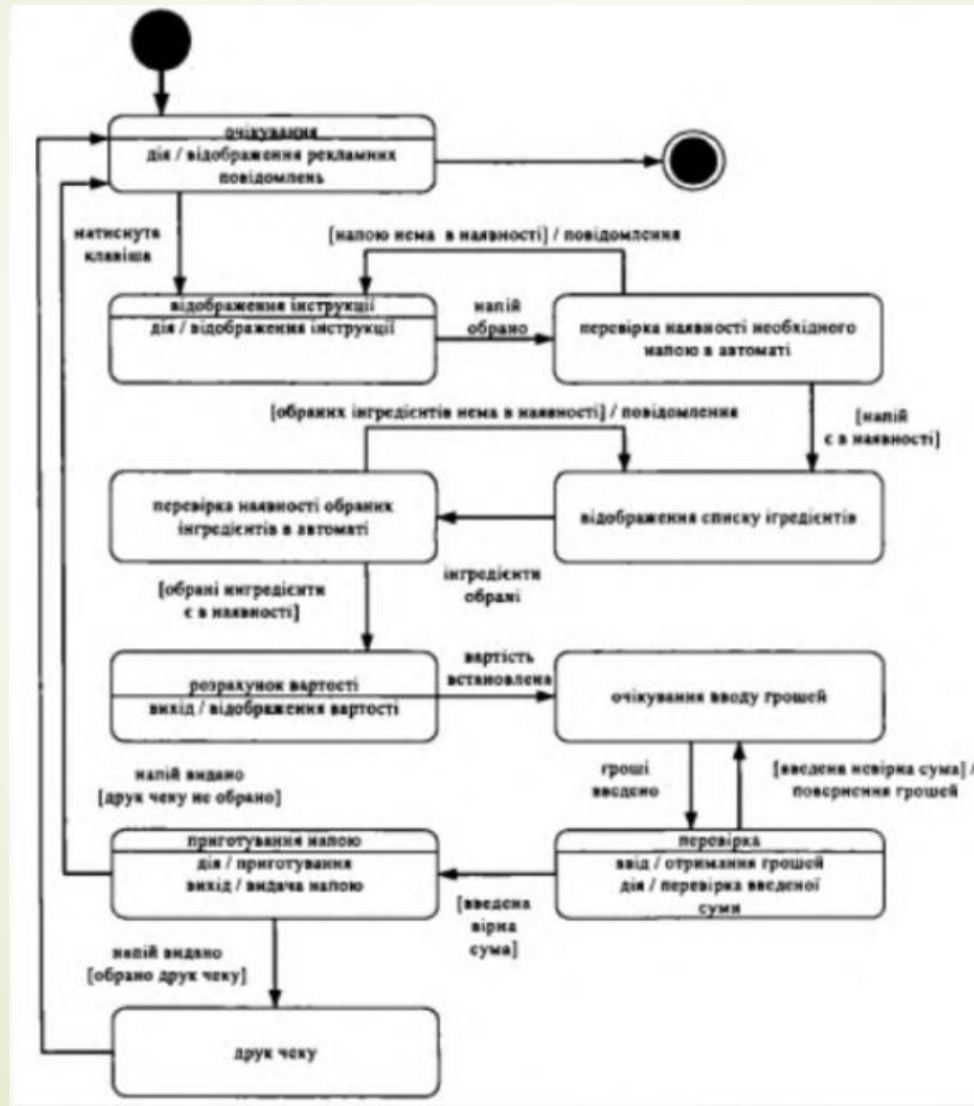 очікування
дія / відображення рекламних
повідомлень
натиснута
клавіша
[напою нема в наявності] / повідомлення
відображення інструкції
дія / відображення інструкції
напій
обрано
перевірка наявності необхідного
напою в автоматі
[обраних інгредієнтів нема в наявності] / повідомлення
[напій
є в наявності]
перевірка наявності обраних
інгредієнтів в автоматі
відображення списку ігредієнтів
[обрані ингредієнти
є в наявності]
інгредієнти
обрані
розрахунок вартості
вихід / відображення вартості
вартість
встановлена
очікування вводу грошей
напій видано
[друк чеку не обрано]
гроші
введено
[введена невірка сума] /
повернення грошей
приготування напою
дія / приготування
вихід / видача напою
перевірка
ввід / отримання грошей
дія / перевірка введеної
суми
[введена
вірна
сума]
напій видано
[обрано друк чеку]
друк чеку